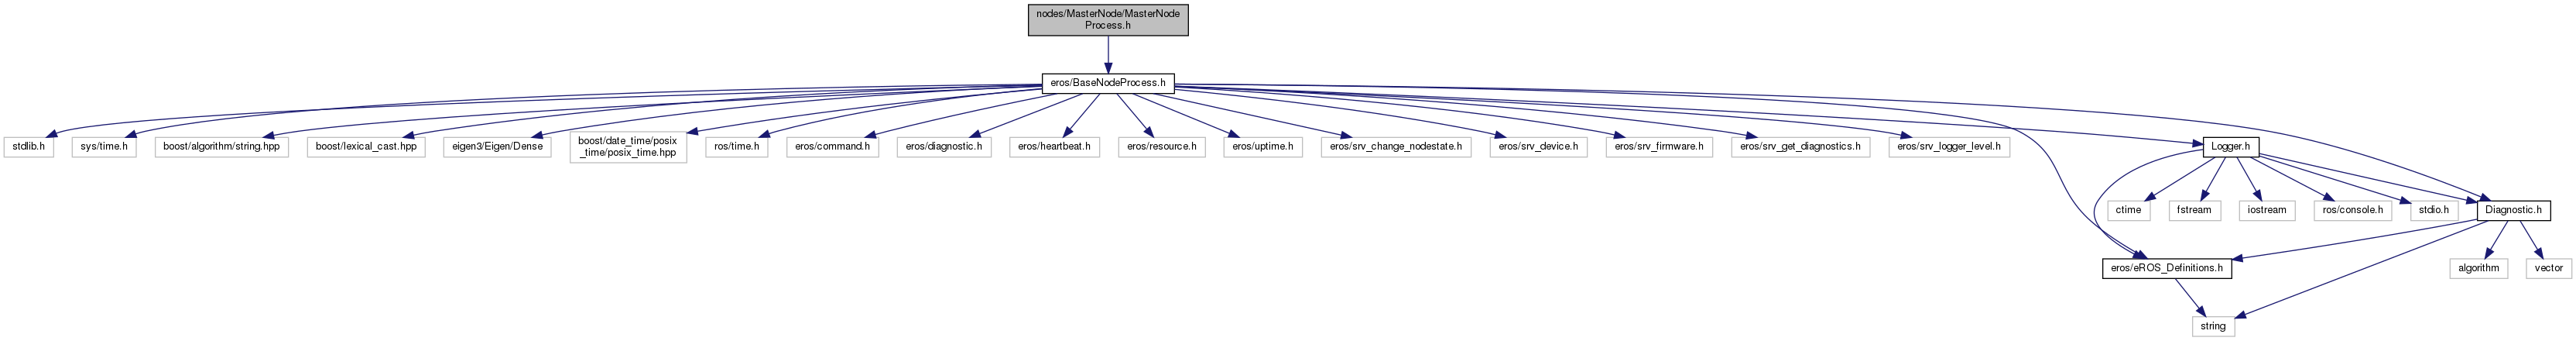 nodes/MasterNode/MasterNode
Process.h
eros/BaseNodeProcess.h
stdlib.h
sys/time.h
boost/algorithm/string.hpp
boost/lexical_cast.hpp
eigen3/Eigen/Dense
boost/date_time/posix
_time/posix_time.hpp
ros/time.h
eros/command.h
eros/diagnostic.h
eros/heartbeat.h
eros/resource.h
eros/uptime.h
eros/srv_change_nodestate.h
eros/srv_device.h
eros/srv_firmware.h
eros/srv_get_diagnostics.h
eros/srv_logger_level.h
Logger.h
ctime
fstream
iostream
ros/console.h
stdio.h
Diagnostic.h
eros/eROS_Definitions.h
algorithm
vector
string